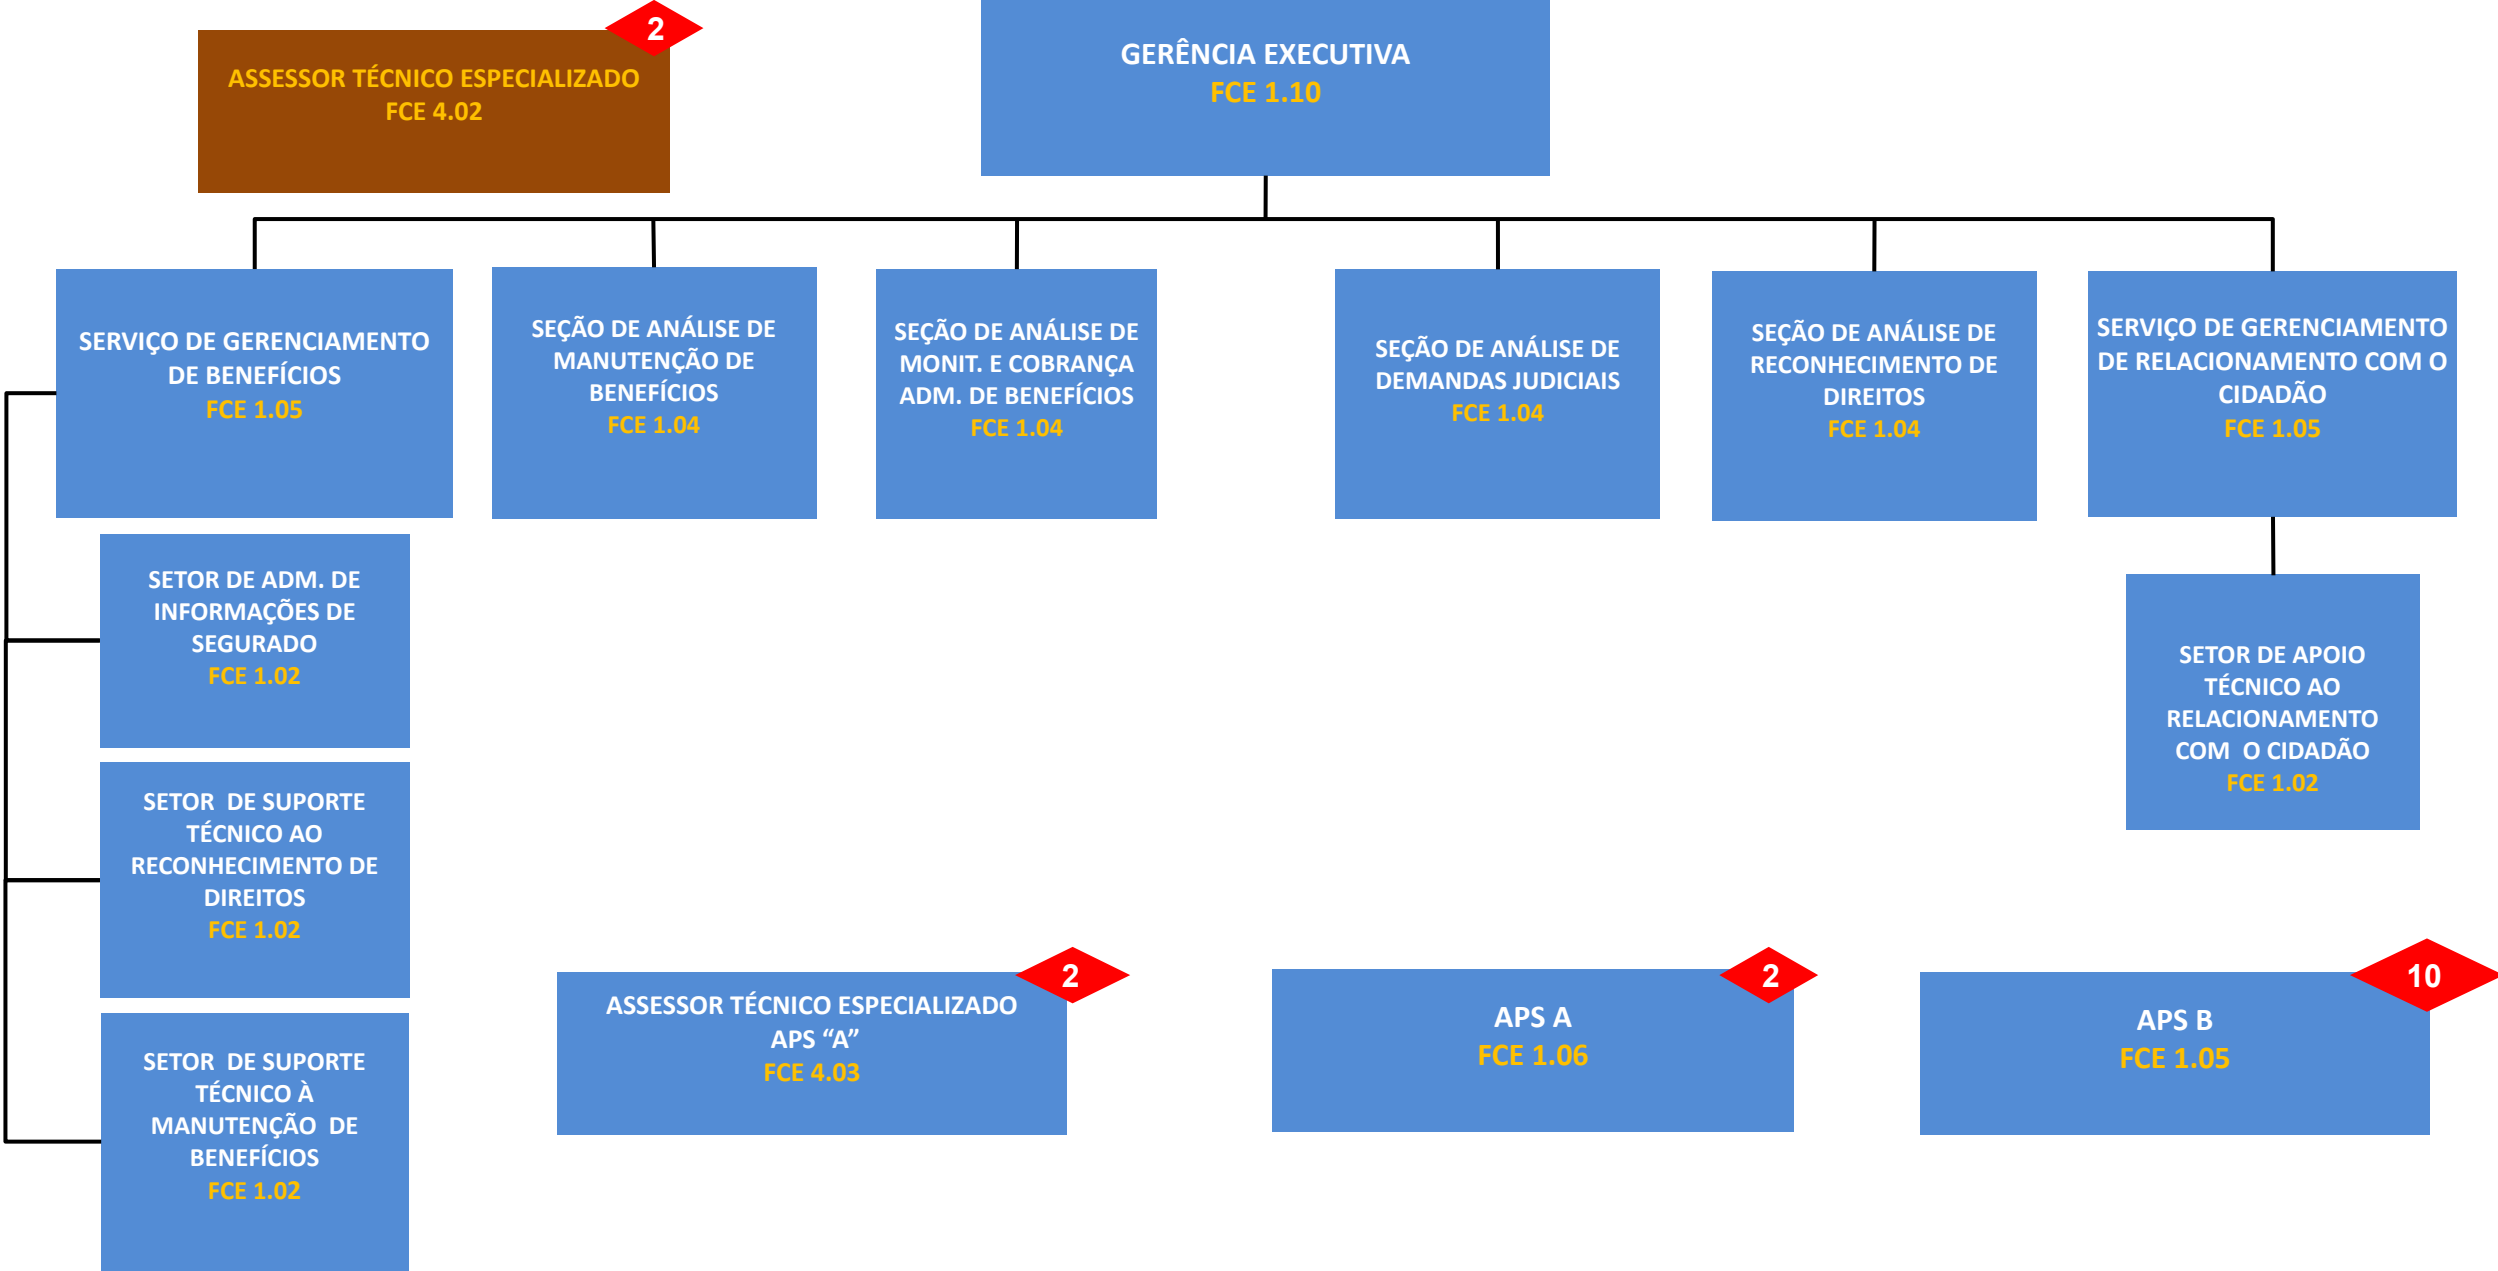 2
ASSESSOR TÉCNICO ESPECIALIZADO
FCE 4.02
GERÊNCIA EXECUTIVA
FCE 1.10
SERVIÇO DE GERENCIAMENTO
DE BENEFÍCIOS
FCE 1.05
SEÇÃO DE ANÁLISE DE
MANUTENÇÃO DE
BENEFÍCIOS
FCE 1.04
SEÇÃO DE ANÁLISE DE
MONIT. E COBRANÇA
ADM. DE BENEFÍCIOS
FCE 1.04
SEÇÃO DE ANÁLISE DE
DEMANDAS JUDICIAIS
FCE 1.04
SEÇÃO DE ANÁLISE DE
RECONHECIMENTO DE
DIREITOS
FCE 1.04
SERVIÇO DE GERENCIAMENTO
DE RELACIONAMENTO COM O
CIDADÃO
FCE 1.05
SETOR DE ADM. DE
INFORMAÇÕES DE
SEGURADO
FCE 1.02
SETOR DE APOIO
TÉCNICO AO
RELACIONAMENTO
COM  O CIDADÃO
FCE 1.02
SETOR  DE SUPORTE
TÉCNICO AO
RECONHECIMENTO DE
DIREITOS
FCE 1.02
SETOR  DE SUPORTE
TÉCNICO À
MANUTENÇÃO  DE
BENEFÍCIOS
FCE 1.02
2
ASSESSOR TÉCNICO ESPECIALIZADO
APS “A”
FCE 4.03
2
APS A
FCE 1.06
10
APS B
FCE 1.05